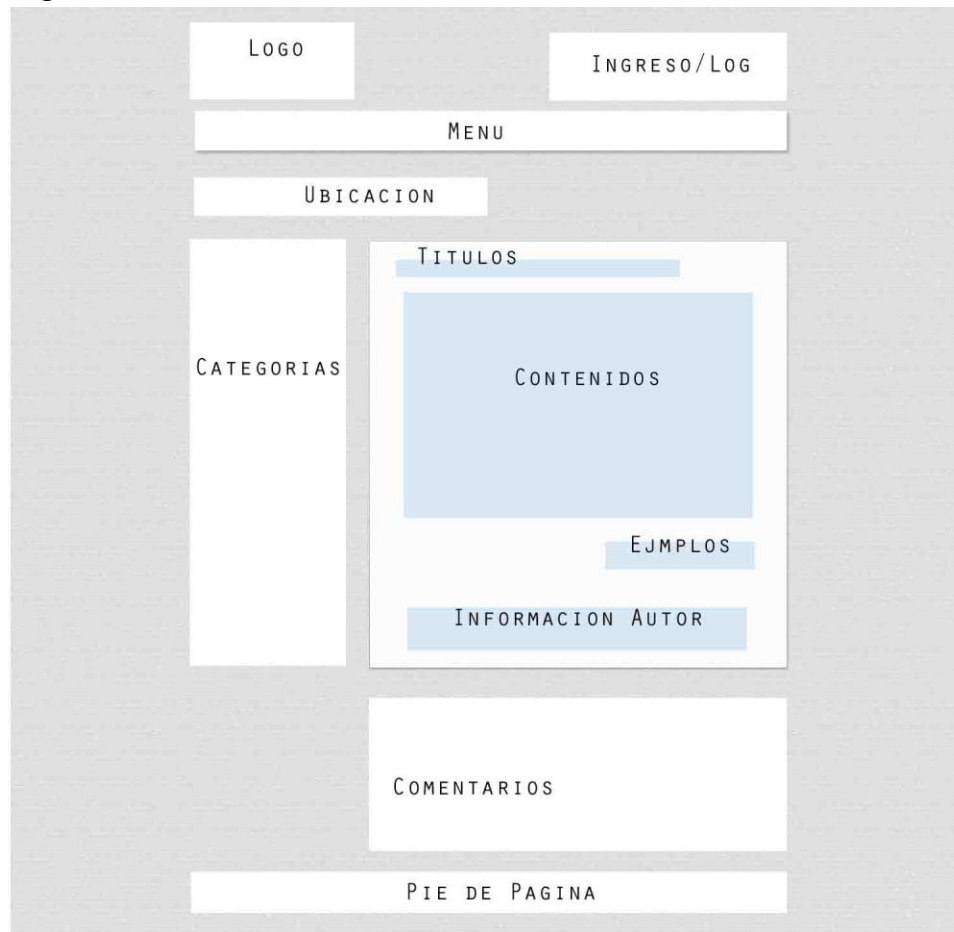 Logo
Ingreso/Log
Menu
Ubicacion
Titulos
Categorias
Contenidos
Ejmplos
Informacion Autor
Comentarios
Pie de Pagina